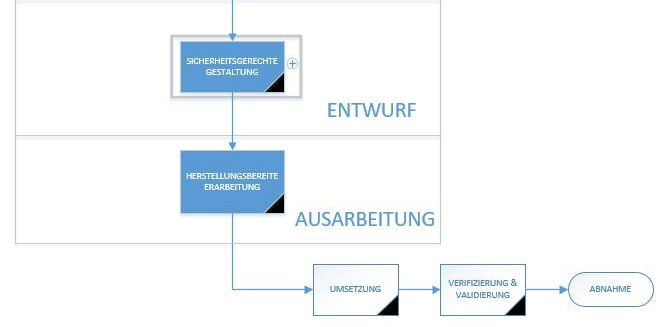 SICHERHEITSGERECHTE
GESTALTUNG
ENTWURF
HERSTELLUNGSBEREITE
ERARBEITUNG
AUSARBEITUNG
UMSETZUNG
VERIFIZIERUNG &
VALIDIERUNG
ABNAHME